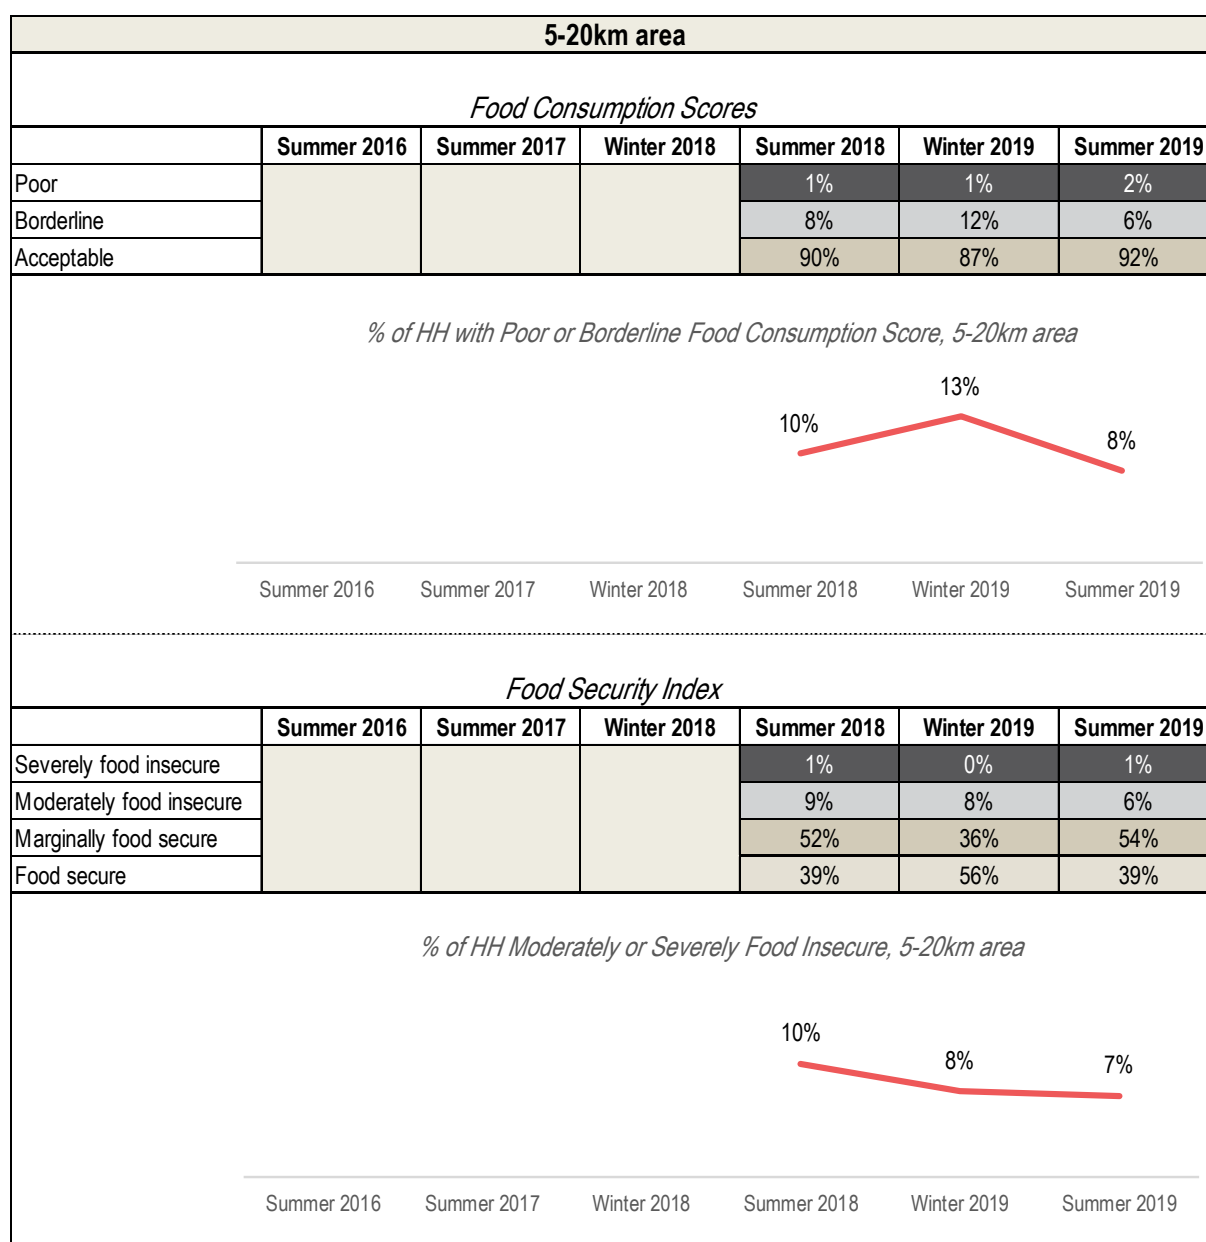 5-20km area
Food Consumption Scores
Summer 2016 Summer 2017 Winter 2018 Summer 2018 Winter 2019 Summer 2019
Poor 1% 1% 2%
Borderline 8% 12% 6%
Acceptable 90% 87% 92%
% of HH with Poor or Borderline Food Consumption Score, 5-20km area
13%
10%
8%
Summer 2016 Summer 2017 Winter 2018 Summer 2018 Winter 2019 Summer 2019
Food Security Index
Summer 2016 Summer 2017 Winter 2018 Summer 2018 Winter 2019 Summer 2019
Severely food insecure 1% 0% 1%
Moderately food insecure 9% 8% 6%
Marginally food secure 52% 36% 54%
Food secure 39% 56% 39%
% of HH Moderately or Severely Food Insecure, 5-20km area
10%
8%
7%
Summer 2016 Summer 2017 Winter 2018 Summer 2018 Winter 2019 Summer 2019